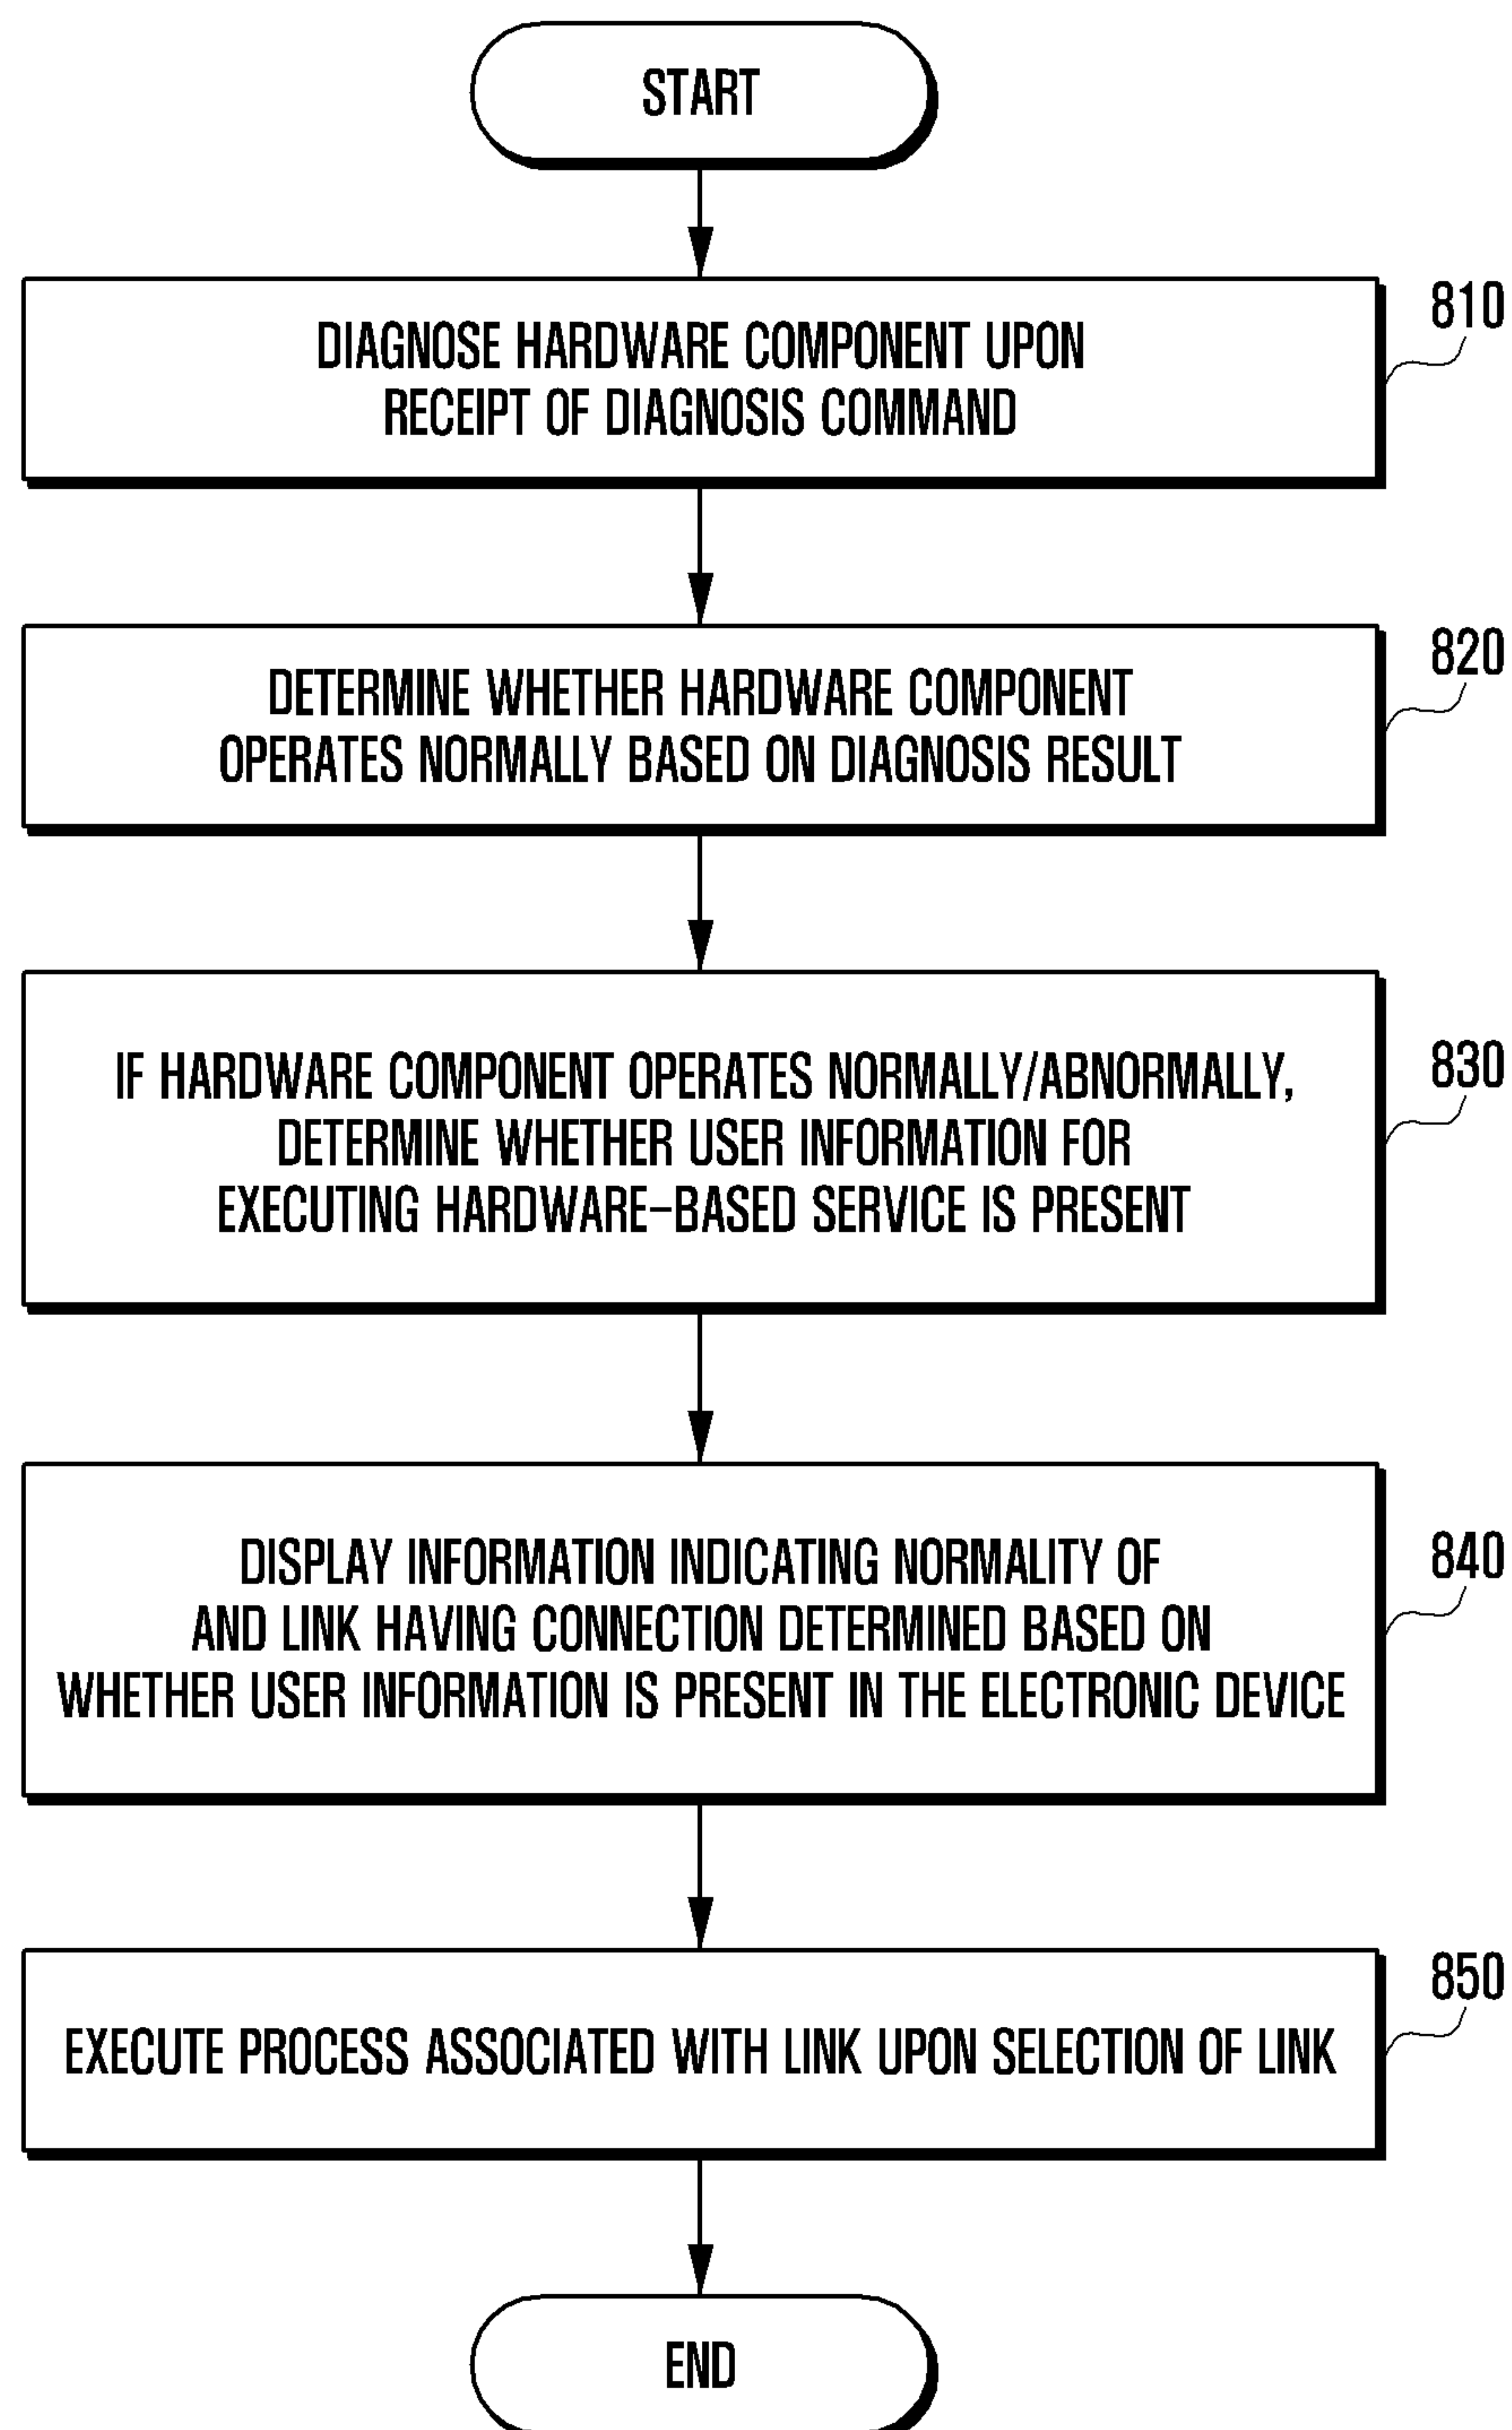 START
810
DIAGNOSE HARDWARE COMPONENT UPON
RECEIPT OF DIAGNOSIS COMMAND
820
DETERMINE WHETHER HARDWARE COMPONENT
OPERATES NORMALLY BASED ON DIAGNOSIS RESULT
830
IF HARDWARE COMPONENT OPERATES NORMALLY/ABNORMALLY,
DETERMINE WHETHER USER INFORMATION FOR
EXECUTING HARDWARE-BASED SERVICE IS PRESENT
840
DISPLAY INFORMATION INDICATING NORMALITY OF
AND LINK HAVING CONNECTION DETERMINED BASED ON
WHETHER USER INFORMATION IS PRESENT IN THE ELECTRONIC DEVICE
850
EXECUTE PROCESS ASSOCIATED WITH LINK UPON SELECTION OF LINK
END